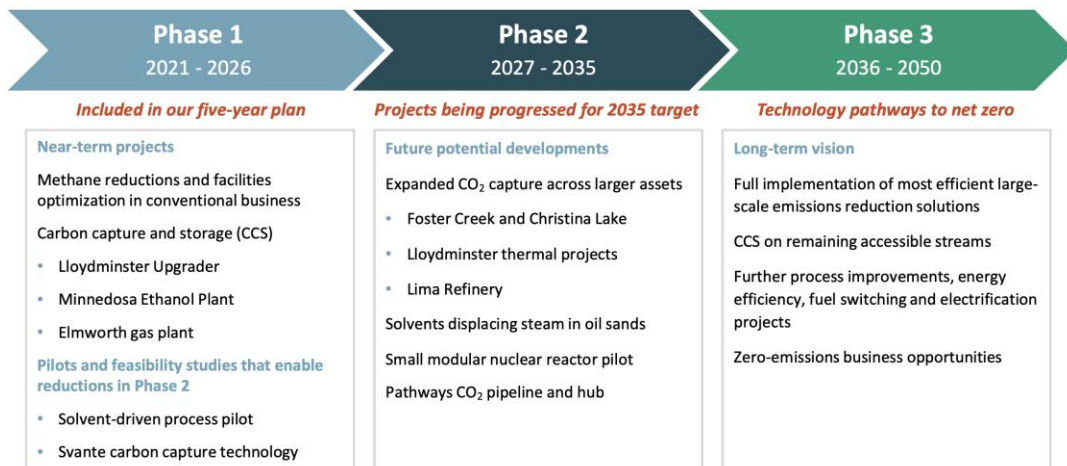 Phase 1
2021 - 2026
Phase 2
2027 - 2035
Phase 3
2036 - 2050
Included in our five-year plan
Projects being progressed for 2035 target
Technology pathways to net zero
Near-term projects
Methane reductions and facilities
optimization in conventional business
Carbon capture and storage (CCS)
• Lloydminster Upgrader
• Minnedosa Ethanol Plant
• Elmworth gas plant
Pilots and feasibility studies that enable
reductions in Phase 2
• Solvent-driven process pilot
• Svante carbon capture technology
Future potential developments
Expanded CO₂ capture across larger assets
• Foster Creek and Christina Lake
• Lloydminster thermal projects
• Lima Refinery
Solvents displacing steam in oil sands
Small modular nuclear reactor pilot
Pathways CO₂ pipeline and hub
Long-term vision
Full implementation of most efficient large-
scale emissions reduction solutions
CCS on remaining accessible streams
Further process improvements, energy
efficiency, fuel switching and electrification
projects
Zero-emissions business opportunities